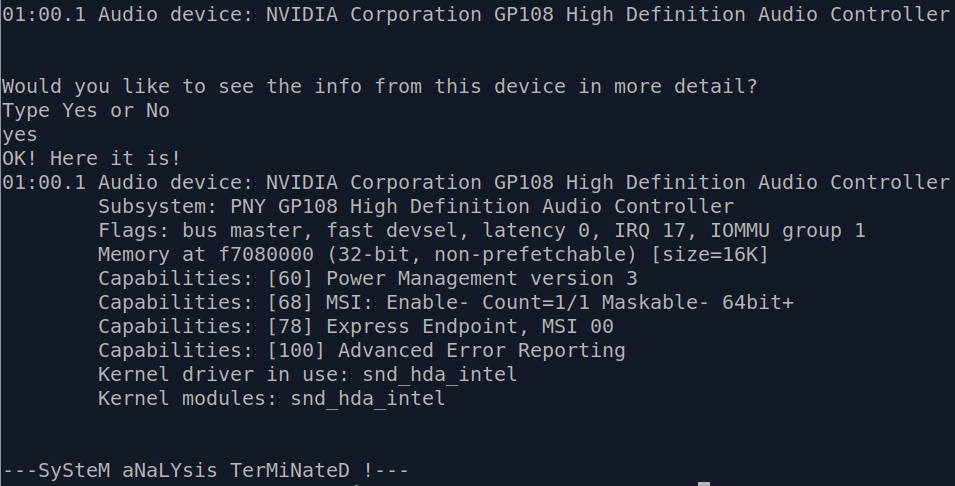 01:00.1 Audio device: NVIDIA Corporation GP108 High Definition Audio Controller
Would you like to see the info from this device in more detail?
Type Yes or No
yes
OK! Here it is!
01:00.1 Audio device: NVIDIA Corporation GP108 High Definition Audio Controller
Subsystem: PNY GP108 High Definition Audio Controller
Flags: bus master, fast devsel, latency 0, IRQ 17, IOMMU group 1
Memory at f7080000 (32-bit, non-prefetchable) [size=16K]
Capabilities: [60] Power Management version 3
Capabilities: [68] MSI: Enable- Count=1/1 Maskable- 64bit+
Capabilities: [78] Express Endpoint, MSI 00
Capabilities: [100] Advanced Error Reporting
Kernel driver in use: snd_hda_intel
Kernel modules: snd_hda_intel
---SySteM aNaLYsis TerMiNateD !---